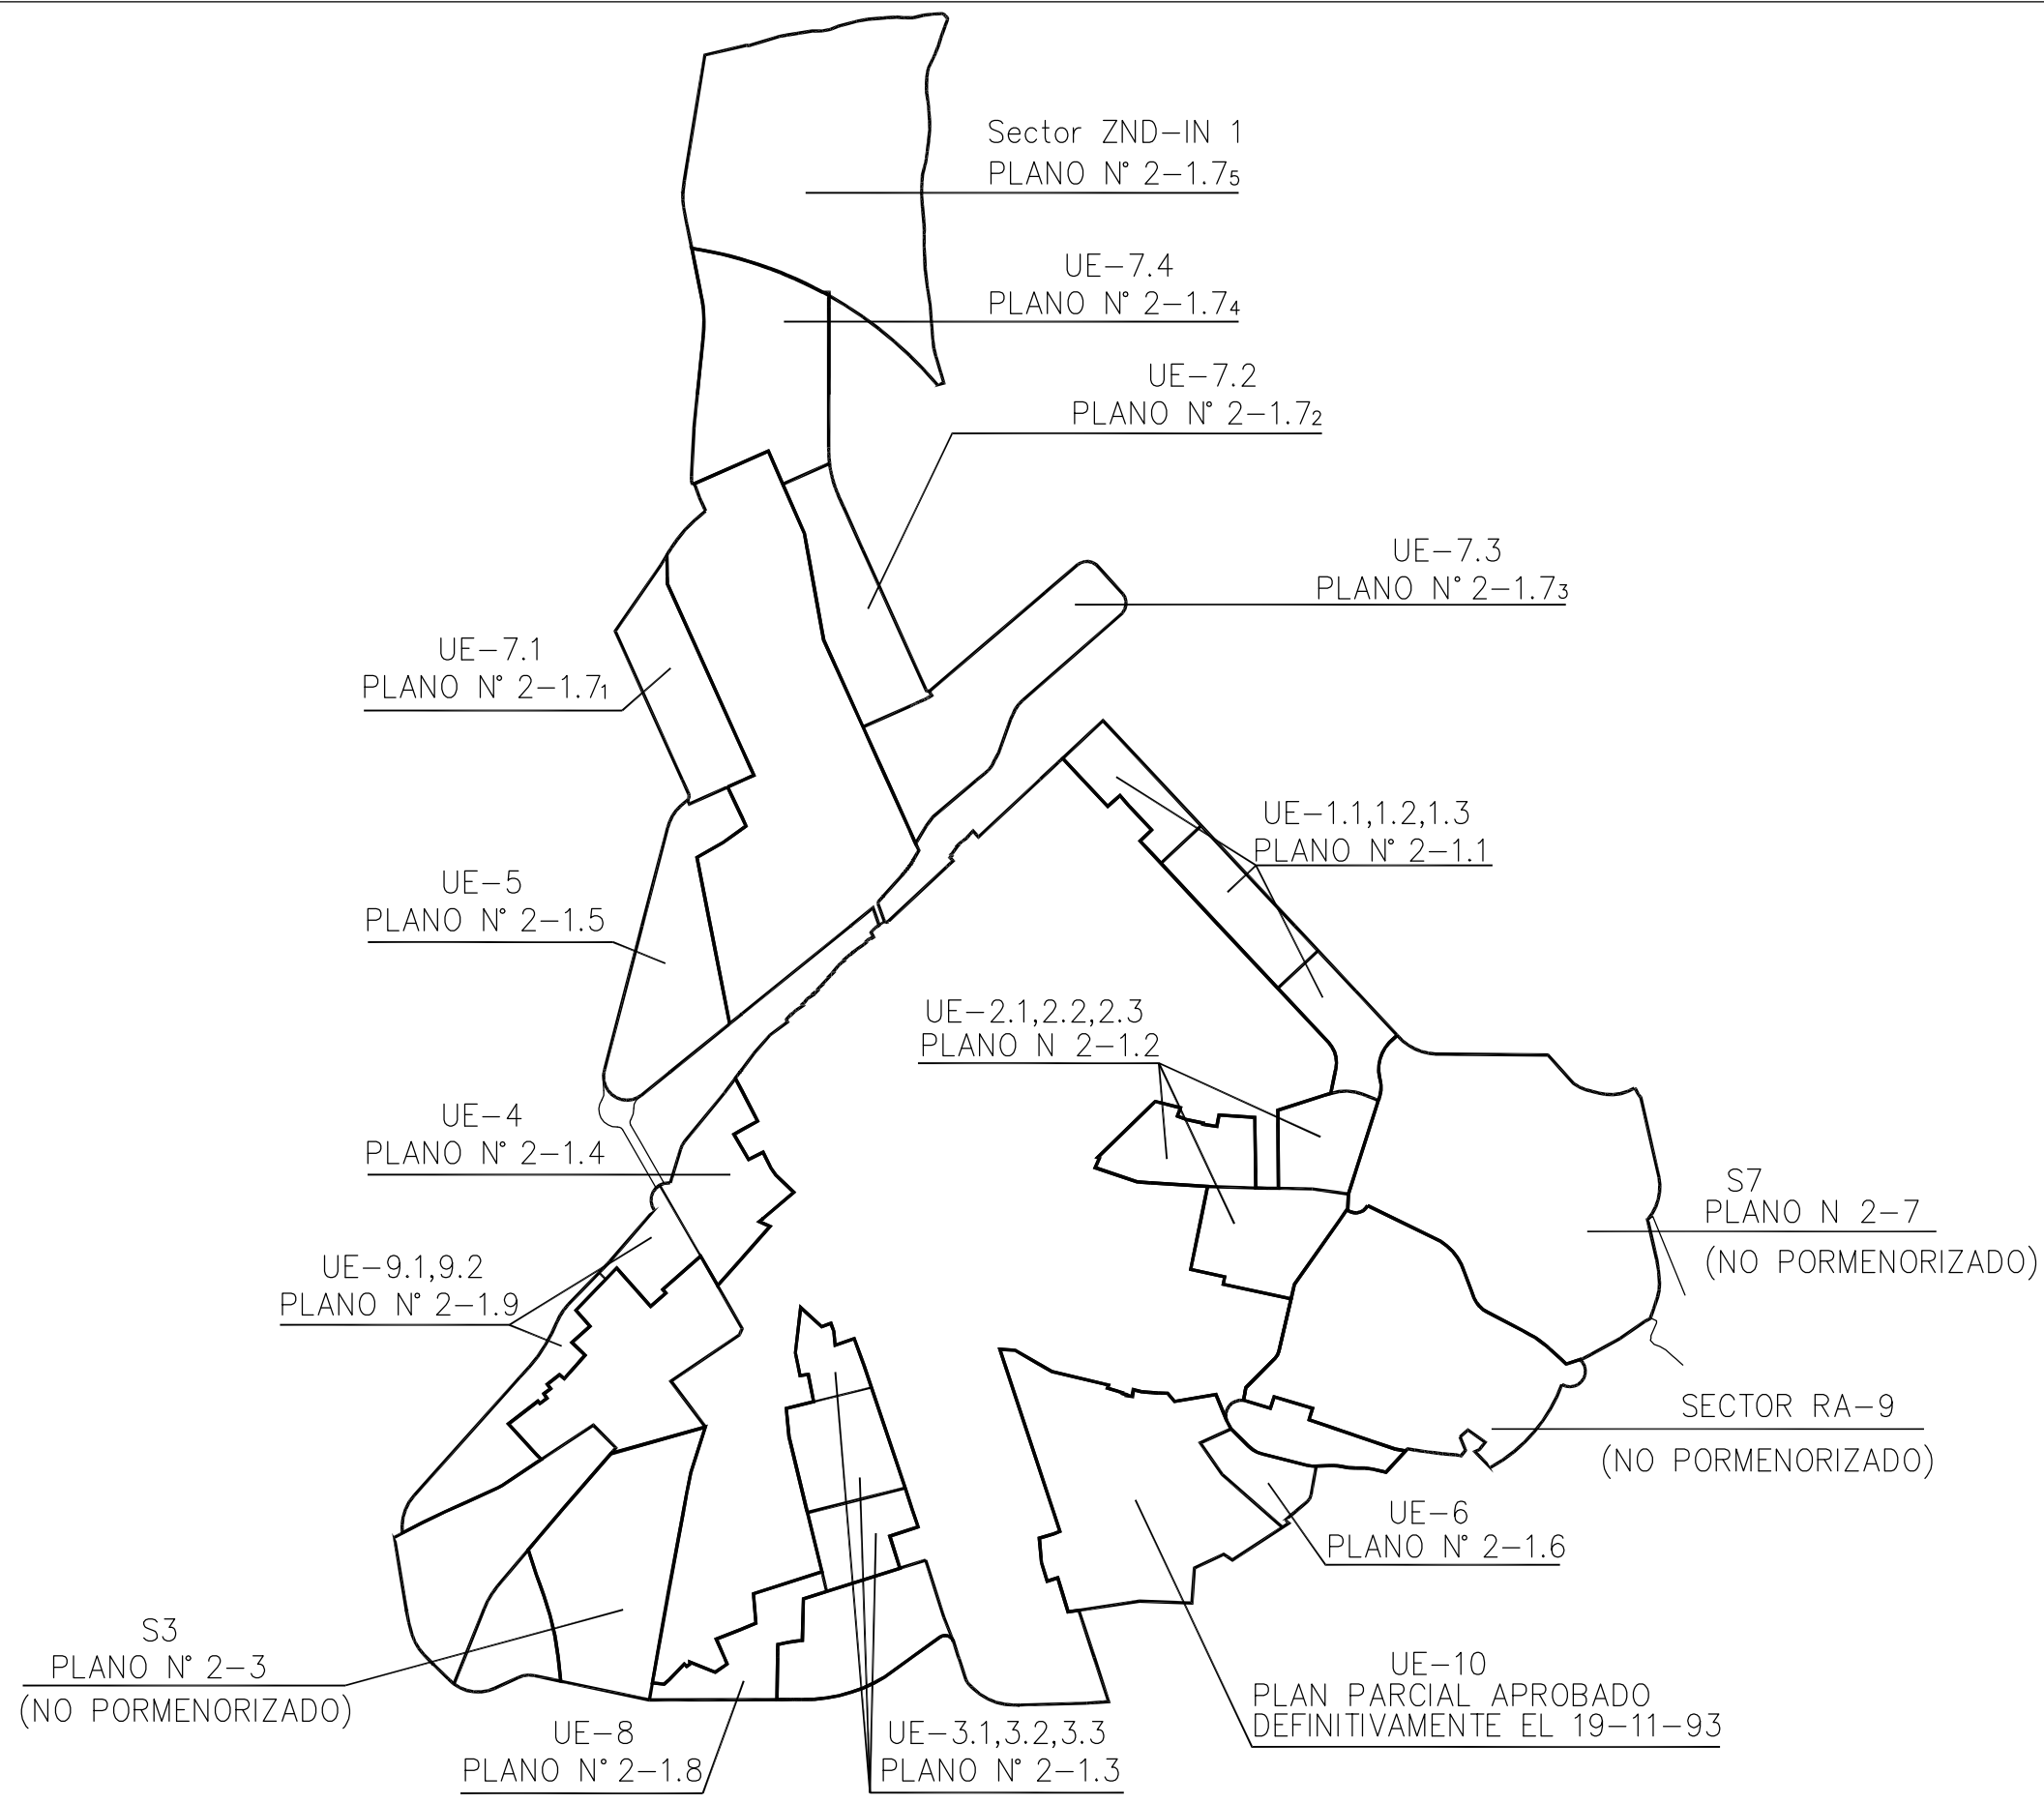 Sector ZND-IN 1
PLANO N° 2-1.7₅
UE-7.4
PLANO N° 2-1.7₄
UE-7.2
PLANO N° 2-1.7₂
UE-7.3
PLANO N° 2-1.7₃
UE-7.1
PLANO N° 2-1.7₁
UE-1.1,1.2,1.3
PLANO N° 2-1.1
UE-5
PLANO N° 2-1.5
UE-2.1,2.2,2.3
PLANO N 2-1.2
UE-4
PLANO N° 2-1.4
S7
PLANO N 2-7
(NO PORMENORIZADO)
UE-9.1,9.2
PLANO N° 2-1.9
SECTOR RA-9
(NO PORMENORIZADO)
UE-6
PLANO N° 2-1.6
S3
PLANO N° 2-3
(NO PORMENORIZADO)
UE-10
PLAN PARCIAL APROBADO
DEFINITIVAMENTE EL 19-11-93
UE-8
PLANO N° 2-1.8
UE-3.1,3.2,3.3
PLANO N° 2-1.3